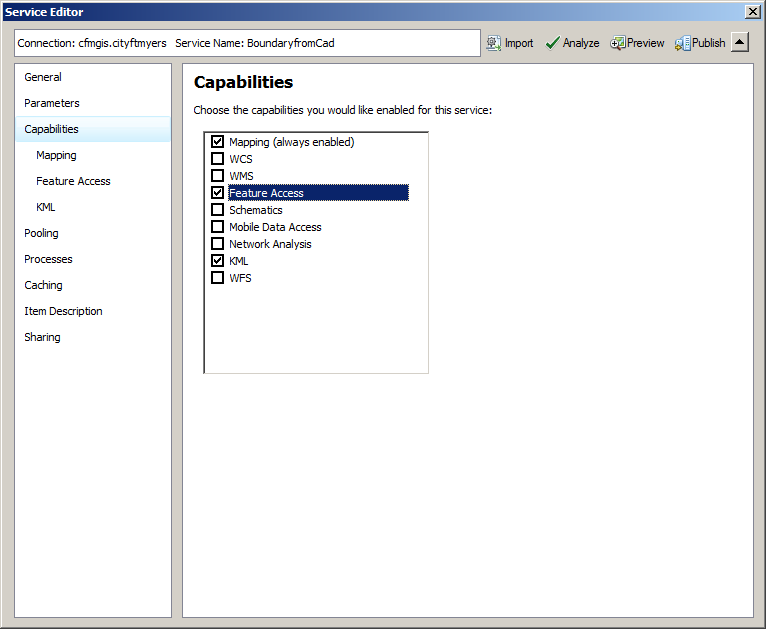 Service Editor
Connection: cfmgis.cityftmyers Service Name: BoundaryfromCad
Import
Analyze
Preview
Publish
General
Parameters
Capabilities
Mapping
Feature Access
KML
Pooling
Processes
Caching
Item Description
Sharing
Capabilities
Choose the capabilities you would like enabled for this service:
Mapping (always enabled)
WCS
WMS
Feature Access
Schematics
Mobile Data Access
Network Analysis
KML
WFS